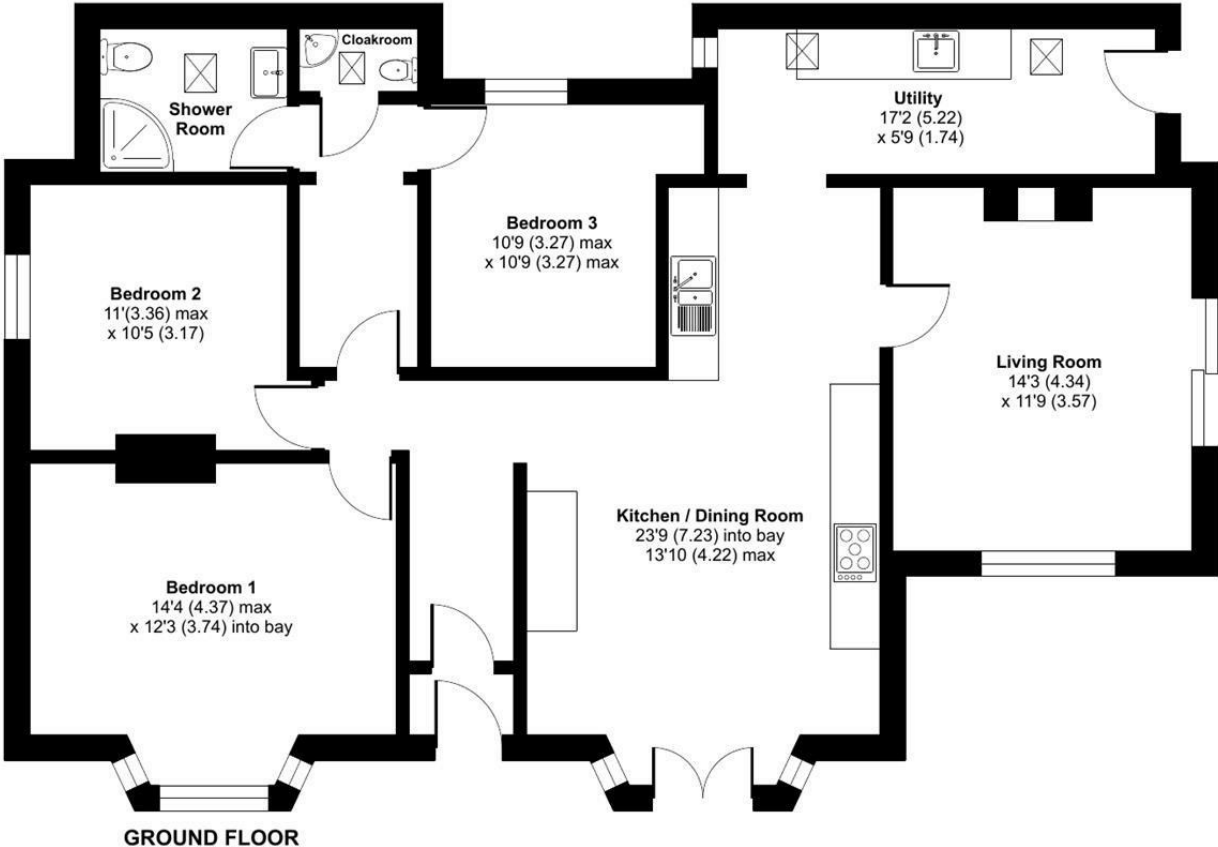 Cloakroom
Shower
Room
Utility
17'2 (5.22)
x 5'9 (1.74)
Bedroom 3
10'9 (3.27) max
x 10'9 (3.27) max
Bedroom 2
11'(3.36) max
x 10'5 (3.17)
Living Room
14'3 (4.34)
x 11'9 (3.57)
Kitchen / Dining Room
23'9 (7.23) into bay
13'10 (4.22) max
Bedroom 1
14'4 (4.37) max
x 12'3 (3.74) into bay
GROUND FLOOR